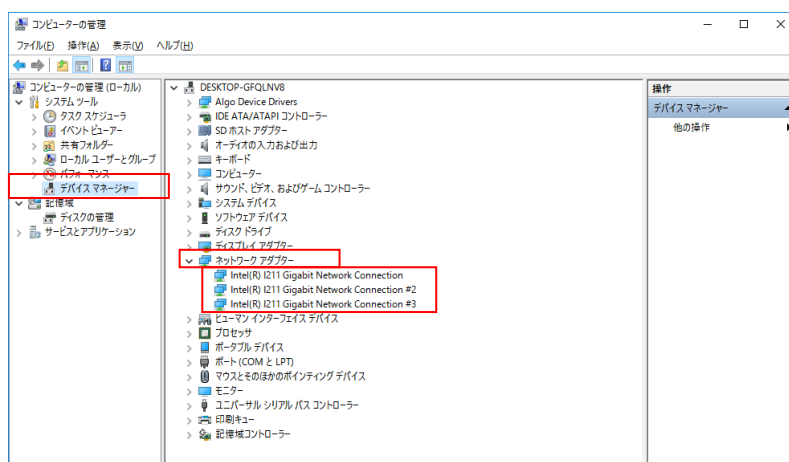 コンピューターの管理
ファイル(F) 操作(A) 表示(V) ヘルプ(H)
コンピューターの管理 (ローカル)
システム ツール
タスク スケジューラ
イベント ビューアー
共有フォルダー
ローカル ユーザーとグループ
パフォーマンス
デバイス マネージャー
記憶域
ディスクの管理
サービスとアプリケーション
DESKTOP-GFQLNV8
Algo Device Drivers
IDE ATA/ATAPI コントローラー
SD ホスト アダプター
オーディオの入力および出力
キーボード
コンピューター
サウンド、ビデオ、およびゲーム コントローラー
システム デバイス
ソフトウェア デバイス
ディスク ドライブ
ディスプレイ アダプター
ネットワーク アダプター
Intel(R) I211 Gigabit Network Connection
Intel(R) I211 Gigabit Network Connection #2
Intel(R) I211 Gigabit Network Connection #3
ヒューマン インターフェイス デバイス
プロセッサ
ポータブル デバイス
ポート (COM と LPT)
マウスとそのほかのポインティング デバイス
モニター
ユニバーサル シリアル バス コントローラー
印刷キュー
記憶域コントローラー
操作
デバイス マネージャー
他の操作